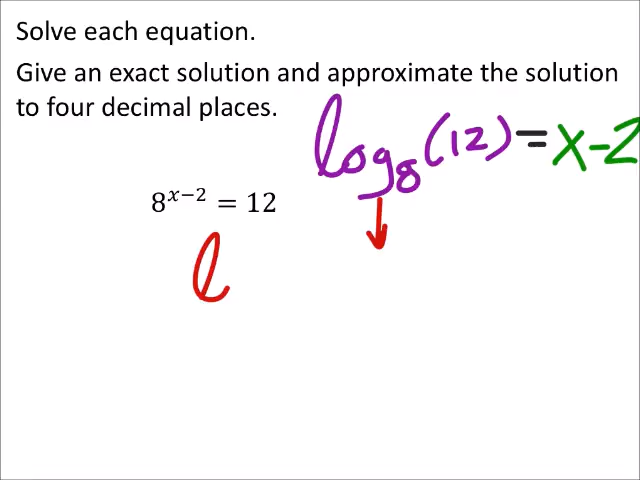 Solve each equation.
Give an exact solution and approximate the solution
to four decimal places.
log₈(12) = x-2
8ˣ⁻² = 12
l